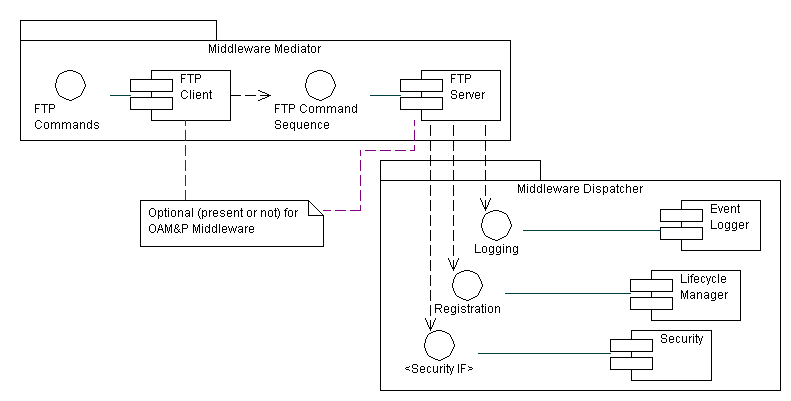 Middleware Mediator
FTP
Commands
FTP
Client
FTP Command
Sequence
FTP
Server
Optional (present or not) for
OAM&P Middleware
Middleware Dispatcher
Logging
Event
Logger
Registration
Lifecycle
Manager
<Security IF>
Security